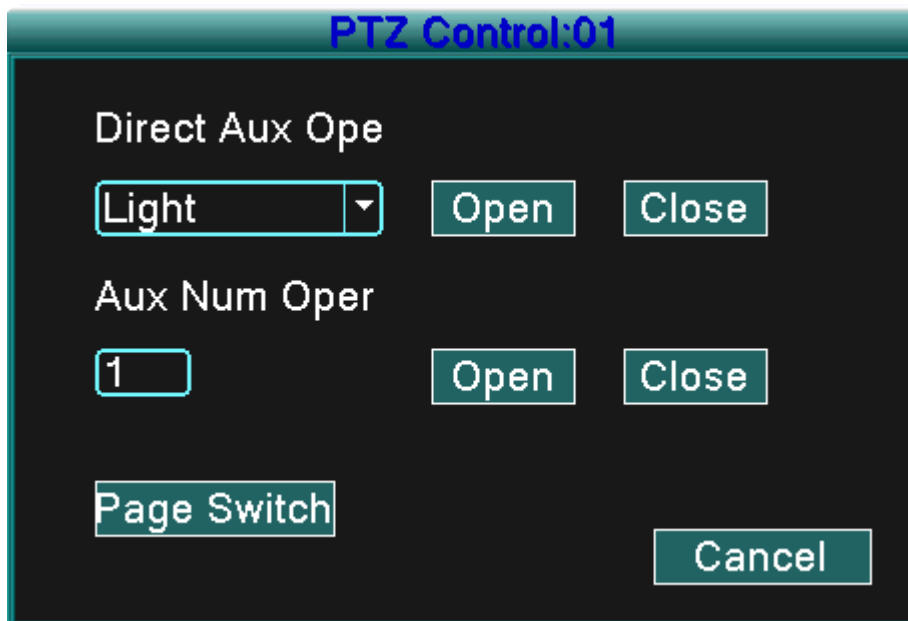 PTZ Control:01
Direct Aux Ope
Light Open Close
Aux Num Oper
1 Open Close
Page Switch
Cancel